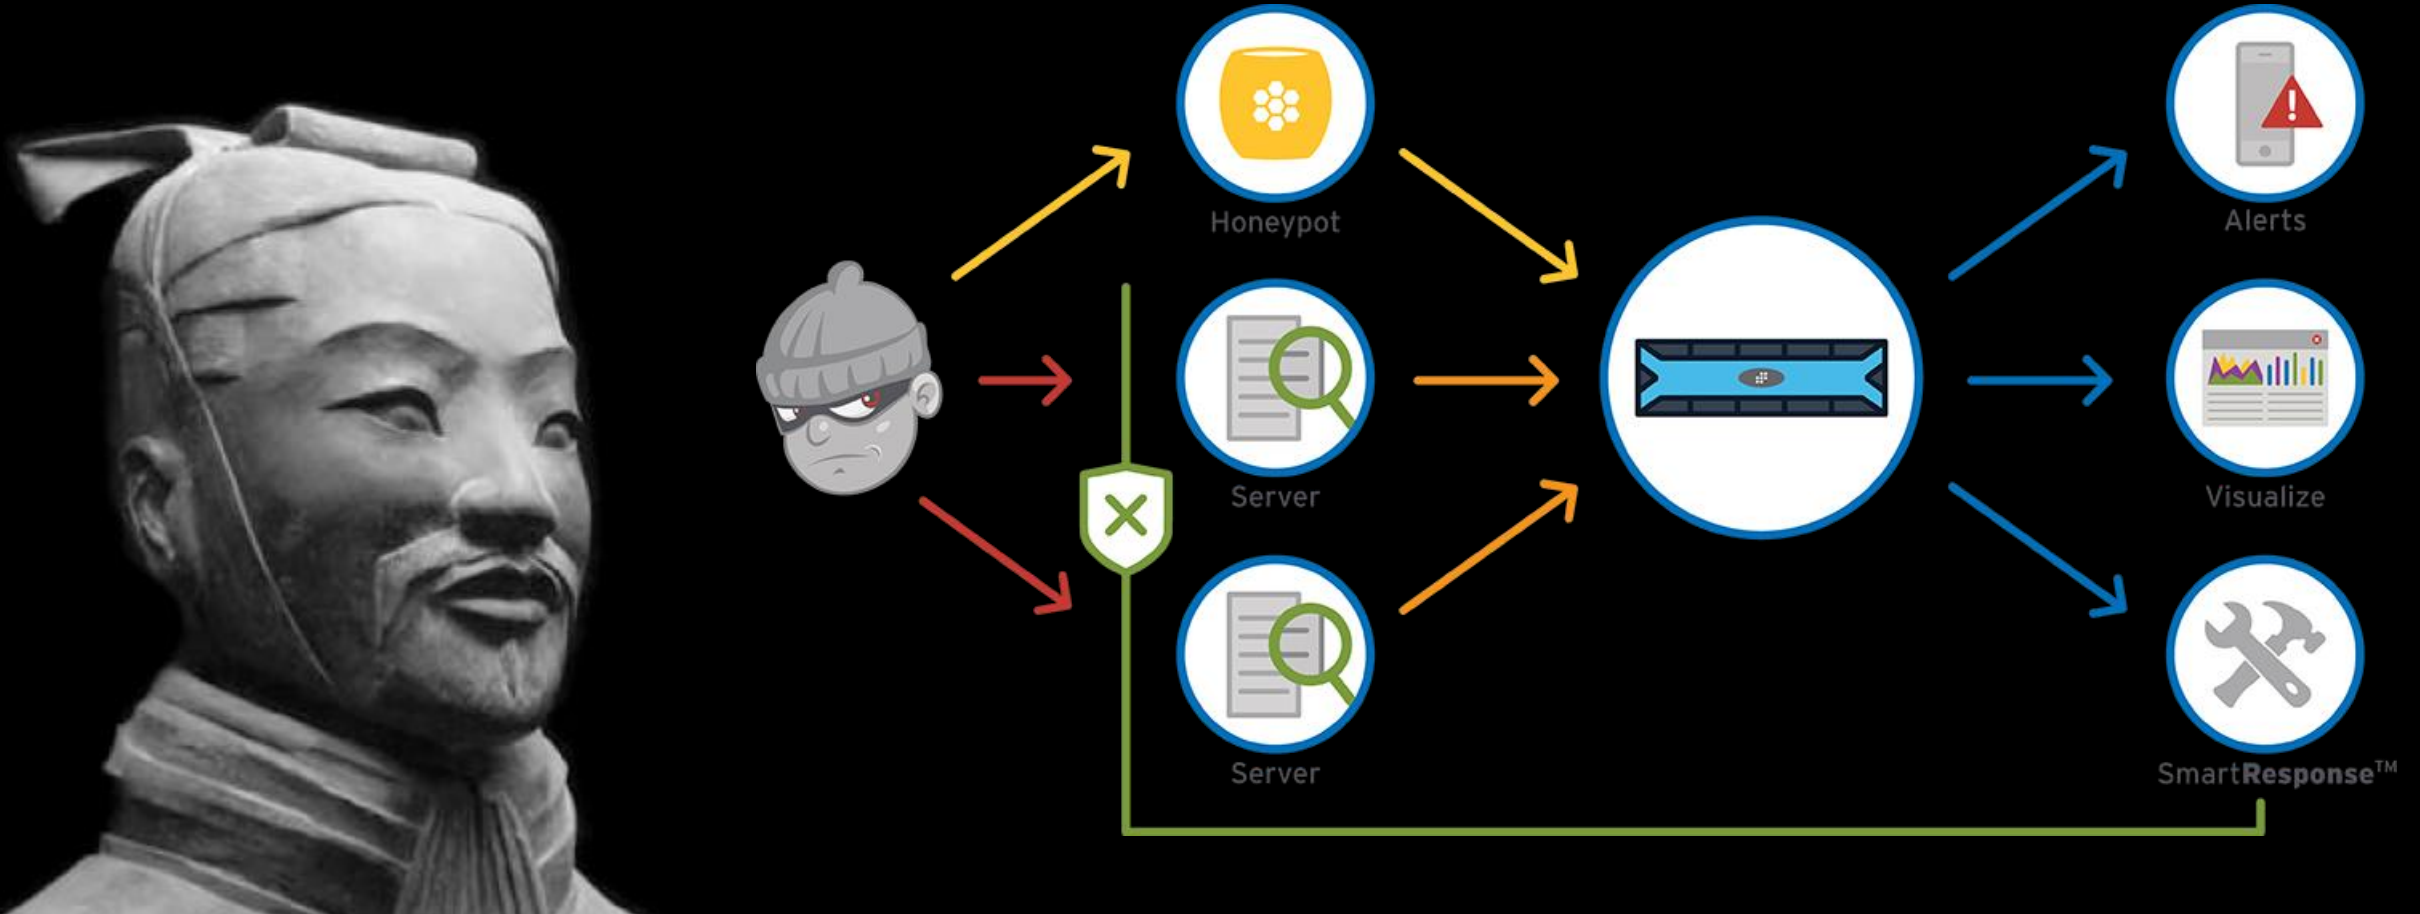 Honeypot
Alerts
Server
Visualize
Server
SmartResponse™